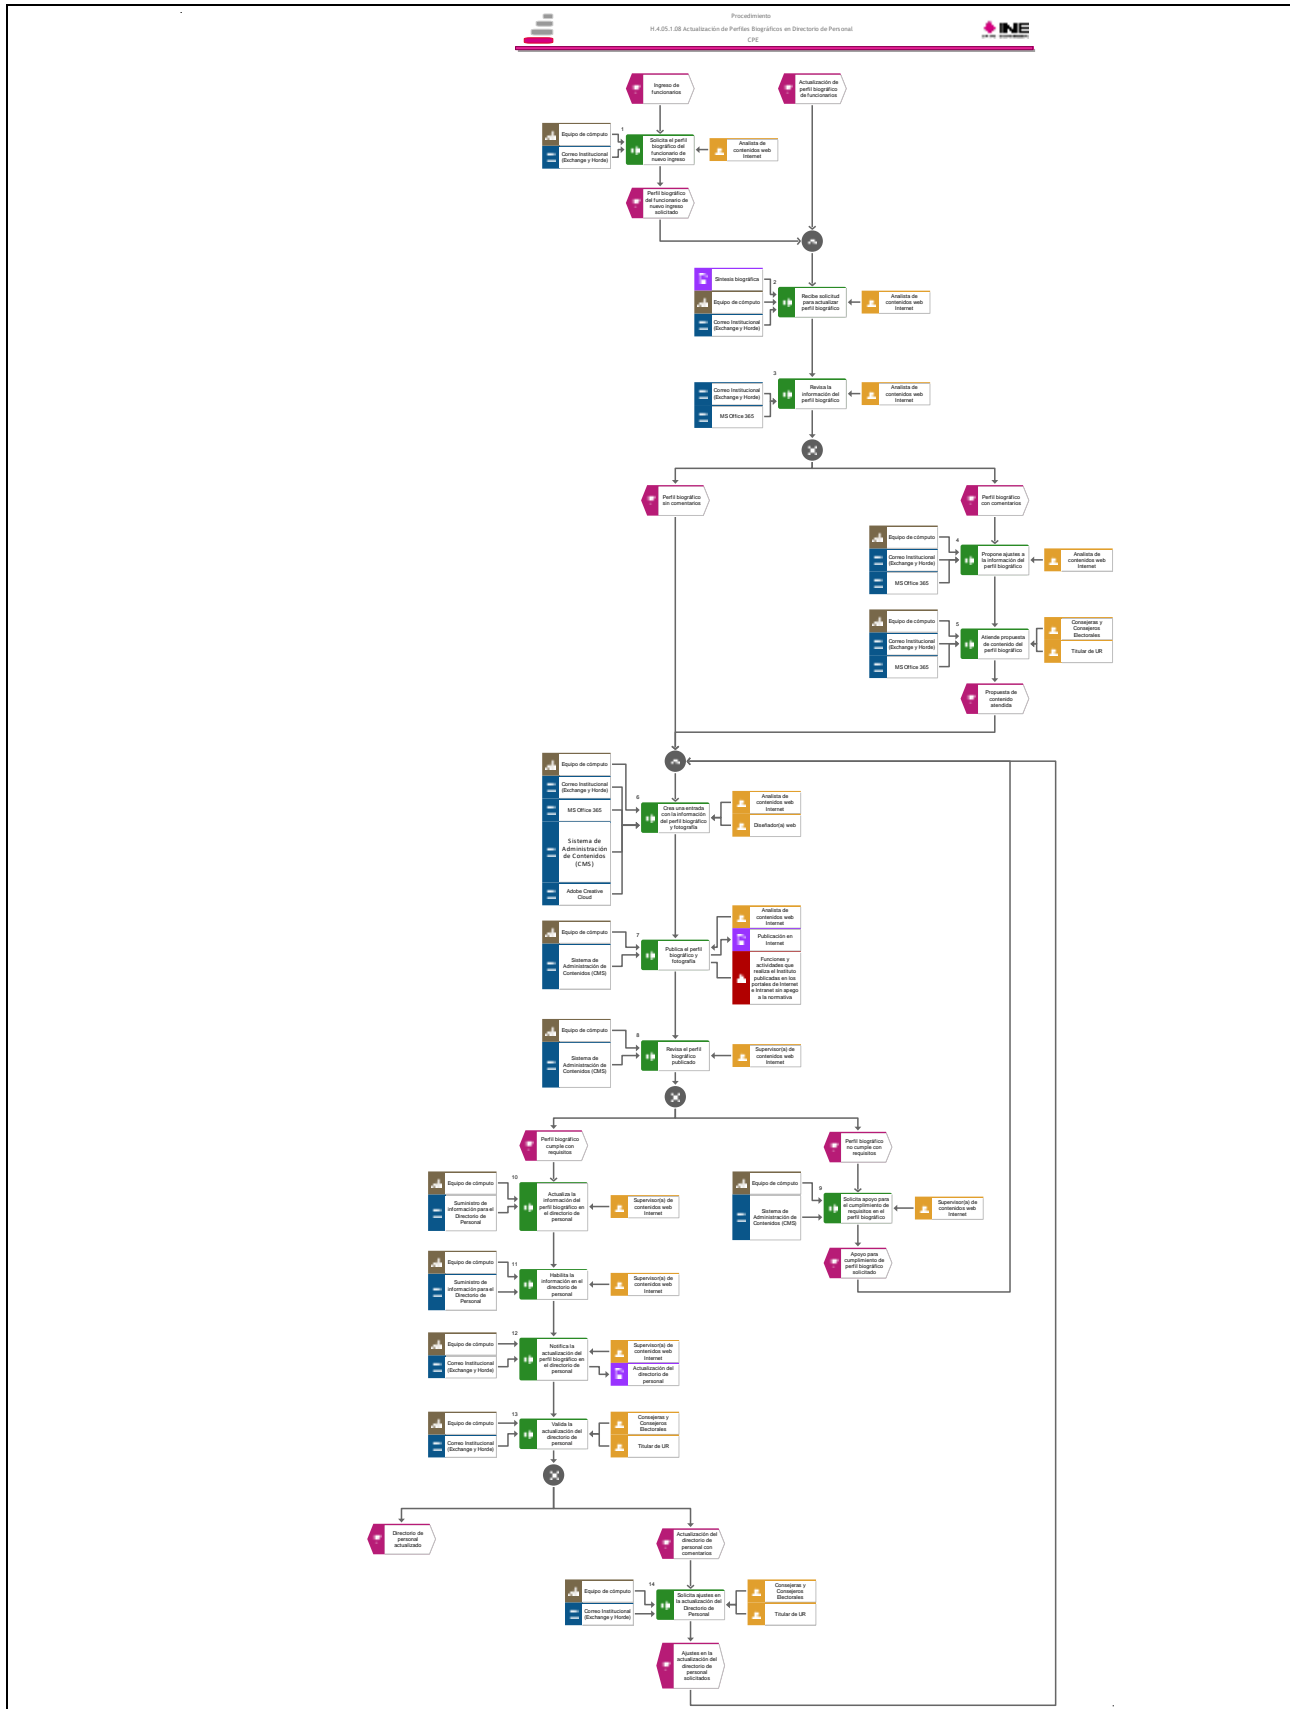 Procedimiento
H.4.05.1.08 Actualización de Perfiles Biográficos en Directorio de Personal
CPE
INE
Ingreso de
funcionarios
Actualización de
perfil biográfico
de funcionarios
Equipo de cómputo
Correo Institucional
(Exchange y Horde)
1
Solicita el perfil
biográfico del
funcionario de
nuevo ingreso
Analista de
contenidos web
Internet
Perfil biográfico
del funcionario de
nuevo ingreso
solicitado
Síntesis biográfica
Equipo de cómputo
Correo Institucional
(Exchange y Horde)
2
Recibe solicitud
para actualizar
perfil biográfico
Analista de
contenidos web
Internet
Correo Institucional
(Exchange y Horde)
MS Office 365
3
Revisa la
información del
perfil biográfico
Analista de
contenidos web
Internet
Perfil biográfico
sin comentarios
Perfil biográfico
con comentarios
Equipo de cómputo
Correo Institucional
(Exchange y Horde)
MS Office 365
4
Propone ajustes a
la información del
perfil biográfico
Analista de
contenidos web
Internet
Equipo de cómputo
Correo Institucional
(Exchange y Horde)
MS Office 365
5
Atiende propuesta
de contenido del
perfil biográfico
Consejeras y
Consejeros
Electorales
Titular de UR
Propuesta de
contenido
atendida
Equipo de cómputo
Correo Institucional
(Exchange y Horde)
MS Office 365
Sistema de
Administración
de Contenidos
(CMS)
Adobe Creative
Cloud
6
Crea una entrada
con la información
del perfil biográfico
y fotografía
Analista de
contenidos web
Internet
Diseñador(a) web
Equipo de cómputo
Sistema de
Administración de
Contenidos (CMS)
7
Publica el perfil
biográfico y
fotografía
Analista de
contenidos web
Internet
Publicación en
Internet
Funciones y
actividades que
realiza el Instituto
publicadas en los
portales de Internet
e Intranet sin apego
a la normativa
Equipo de cómputo
Sistema de
Administración de
Contenidos (CMS)
8
Revisa el perfil
biográfico
publicado
Supervisor(a) de
contenidos web
Internet
Perfil biográfico
cumple con
requisitos
Perfil biográfico
no cumple con
requisitos
Equipo de cómputo
Suministro de
información para el
Directorio de
Personal
10
Actualiza la
información del
perfil biográfico en
el directorio de
personal
Supervisor(a) de
contenidos web
Internet
Equipo de cómputo
Sistema de
Administración de
Contenidos (CMS)
9
Solicita apoyo para
el cumplimiento de
requisitos en el
perfil biográfico
Supervisor(a) de
contenidos web
Internet
Apoyo para
cumplimiento de
perfil biográfico
solicitado
Equipo de cómputo
Suministro de
información para el
Directorio de
Personal
11
Habilita la
información en el
directorio de
personal
Supervisor(a) de
contenidos web
Internet
Equipo de cómputo
Correo Institucional
(Exchange y Horde)
12
Notifica la
actualización del
perfil biográfico en
el directorio de
personal
Supervisor(a) de
contenidos web
Internet
Actualización del
directorio de
personal
Equipo de cómputo
Correo Institucional
(Exchange y Horde)
13
Valida la
actualización del
directorio de
personal
Consejeras y
Consejeros
Electorales
Titular de UR
Directorio de
personal
actualizado
Actualización del
directorio de
personal con
comentarios
Equipo de cómputo
Correo Institucional
(Exchange y Horde)
14
Solicita ajustes en
la actualización del
Directorio de
Personal
Consejeras y
Consejeros
Electorales
Titular de UR
Ajustes en la
actualización del
directorio de
personal
solicitados